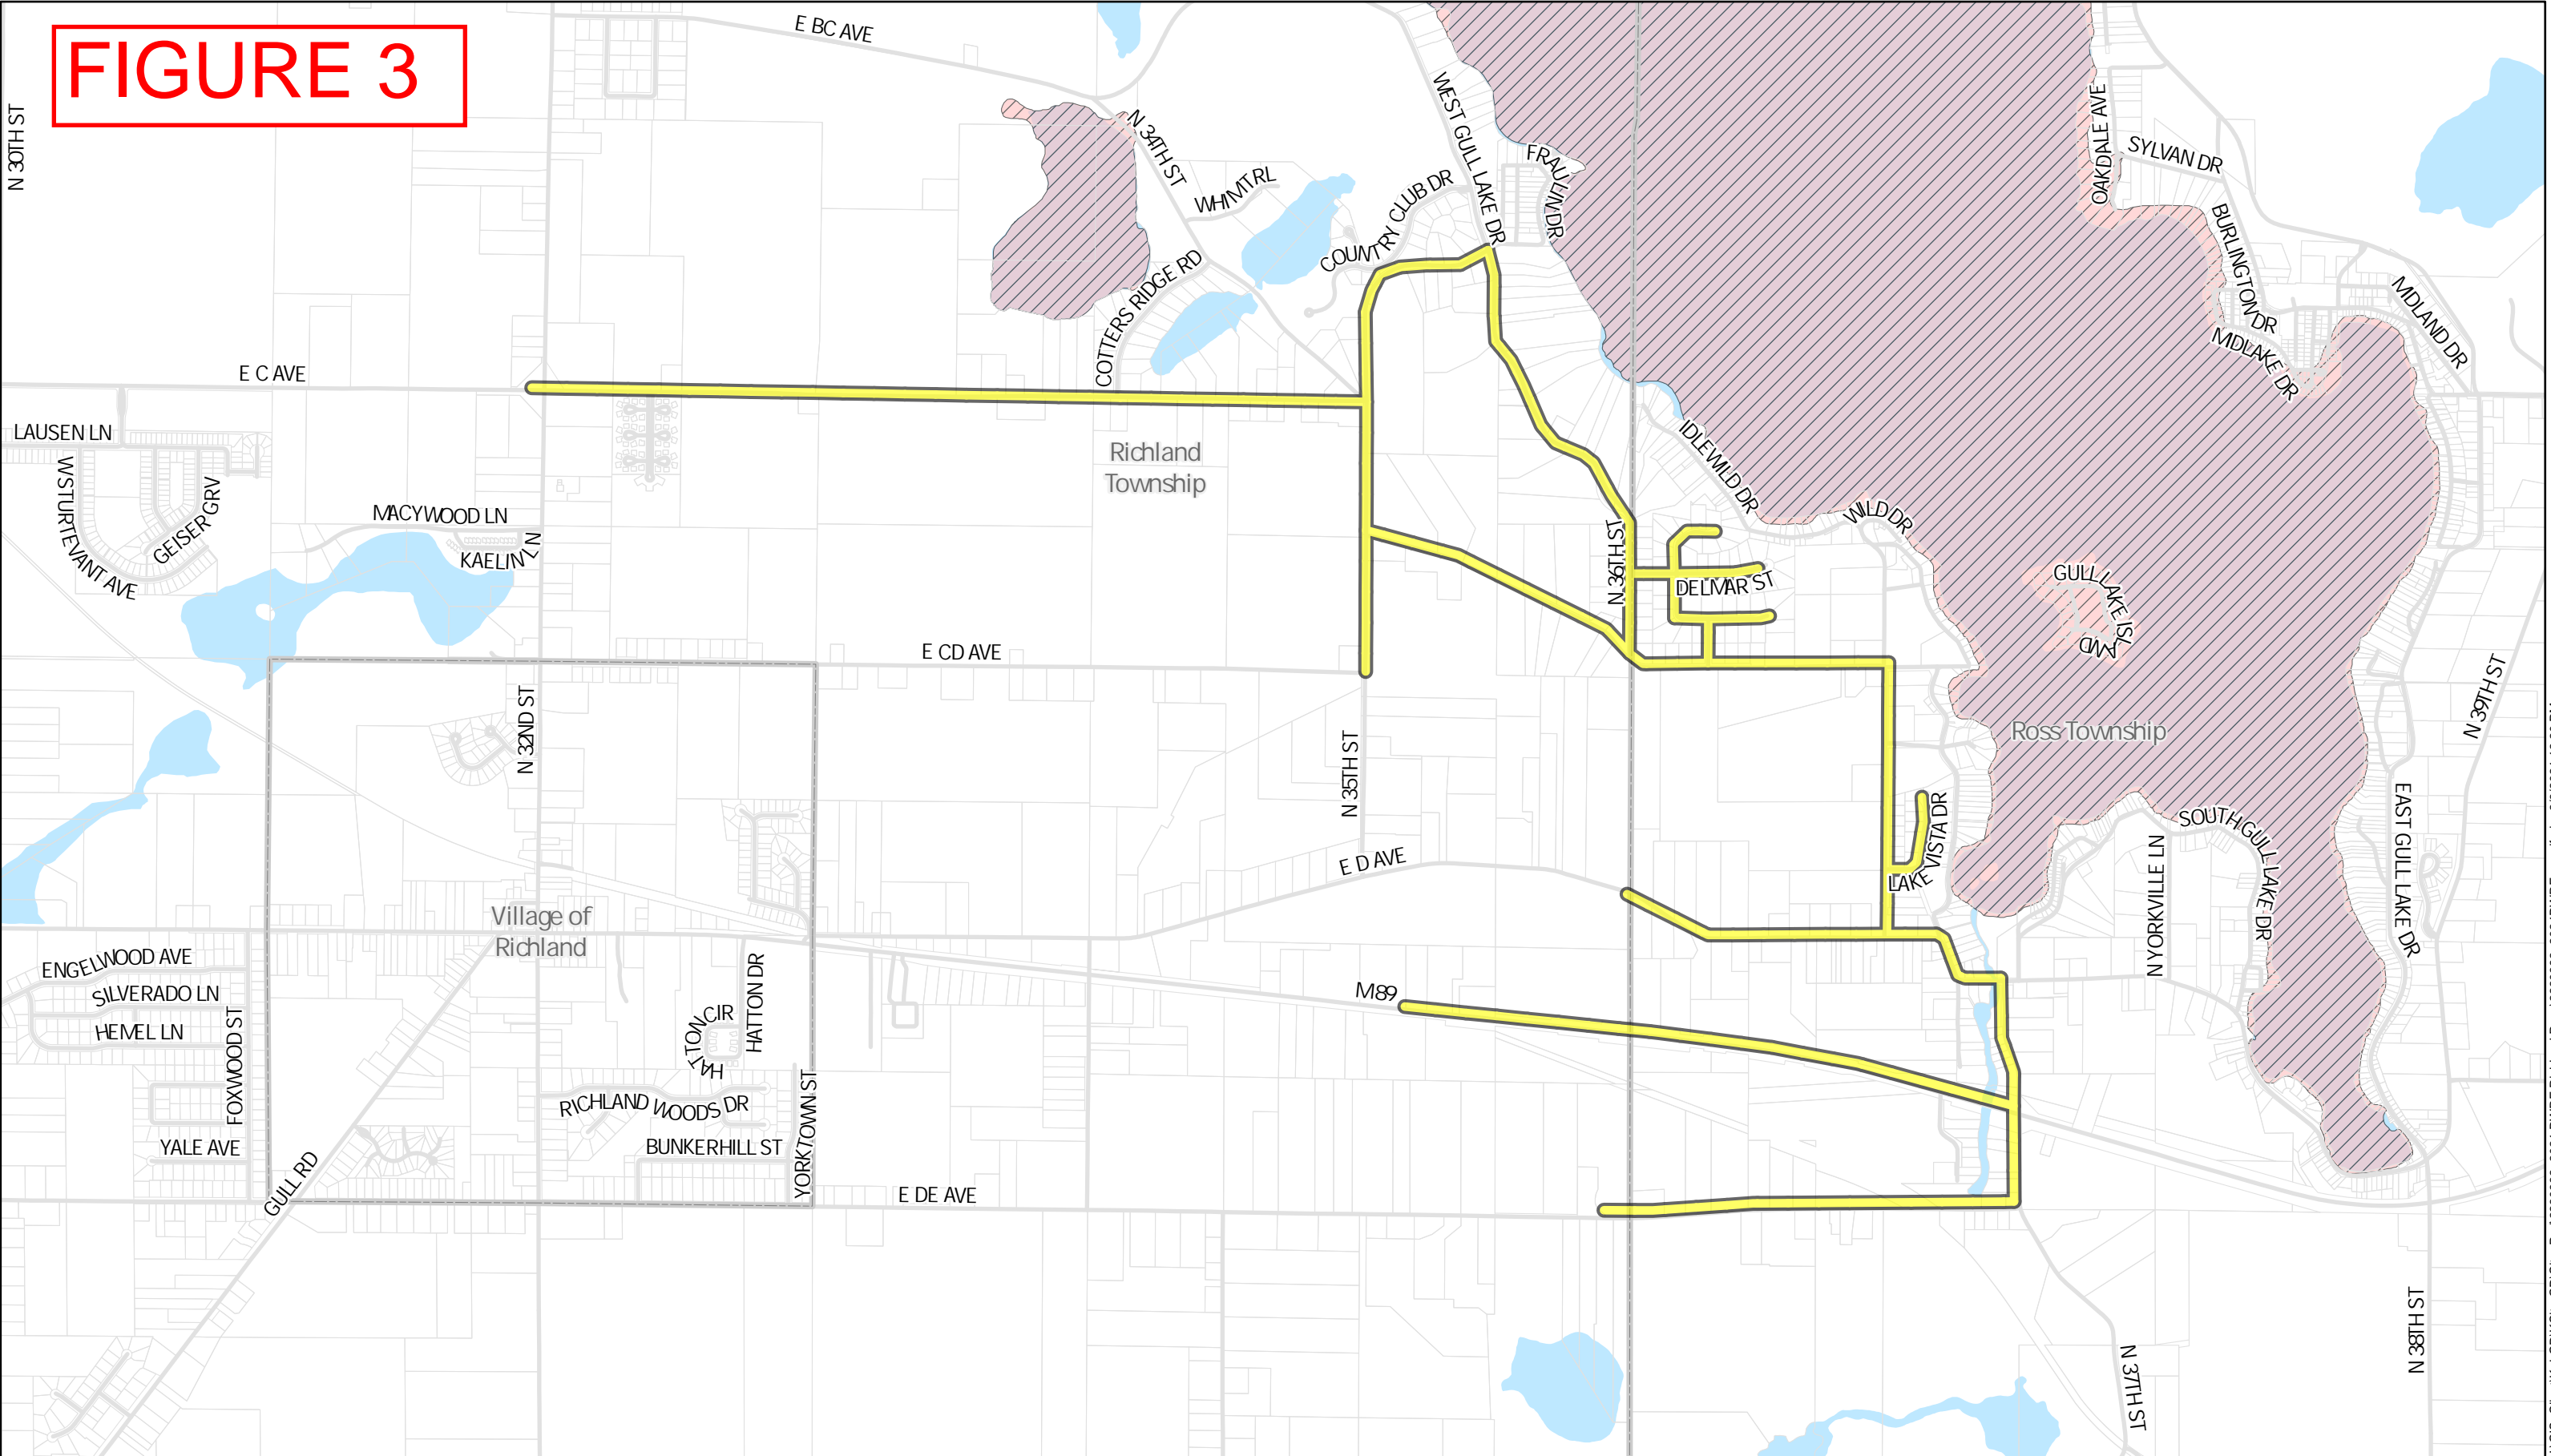 FIGURE 3
E BC AVE
N 30TH ST
N 34TH ST
WHIMTRL
WEST GULL LAKE DR
FRAULIN DR
COUNTRY CLUB DR
COTTERS RIDGE RD
OAKDALE AVE
SYLVAN DR
BURLINGTON DR
MIDLAKE DR
MIDLAND DR
E C AVE
LAUSEN LN
W STURTEVANT AVE
GEISER GRV
MACYWOOD LN
KAELIN LN
Richland
Township
IDLEWILD DR
WILD DR
N 36TH ST
DELMAR ST
GULL LAKE ISLAND
E CD AVE
N 32ND ST
N 35TH ST
Ross Township
N 39TH ST
E D AVE
LAKE VISTA DR
SOUTH GULL LAKE DR
N YORKVILLE LN
EAST GULL LAKE DR
Village of
Richland
ENGELWOOD AVE
SILVERADO LN
HEMEL LN
FOXWOOD ST
YALE AVE
HATTON CIR
HATTON DR
M 89
RICHLAND WOODS DR
BUNKERHILL ST
YORKTOWN ST
GULL RD
E DE AVE
N 37TH ST
N 38TH ST